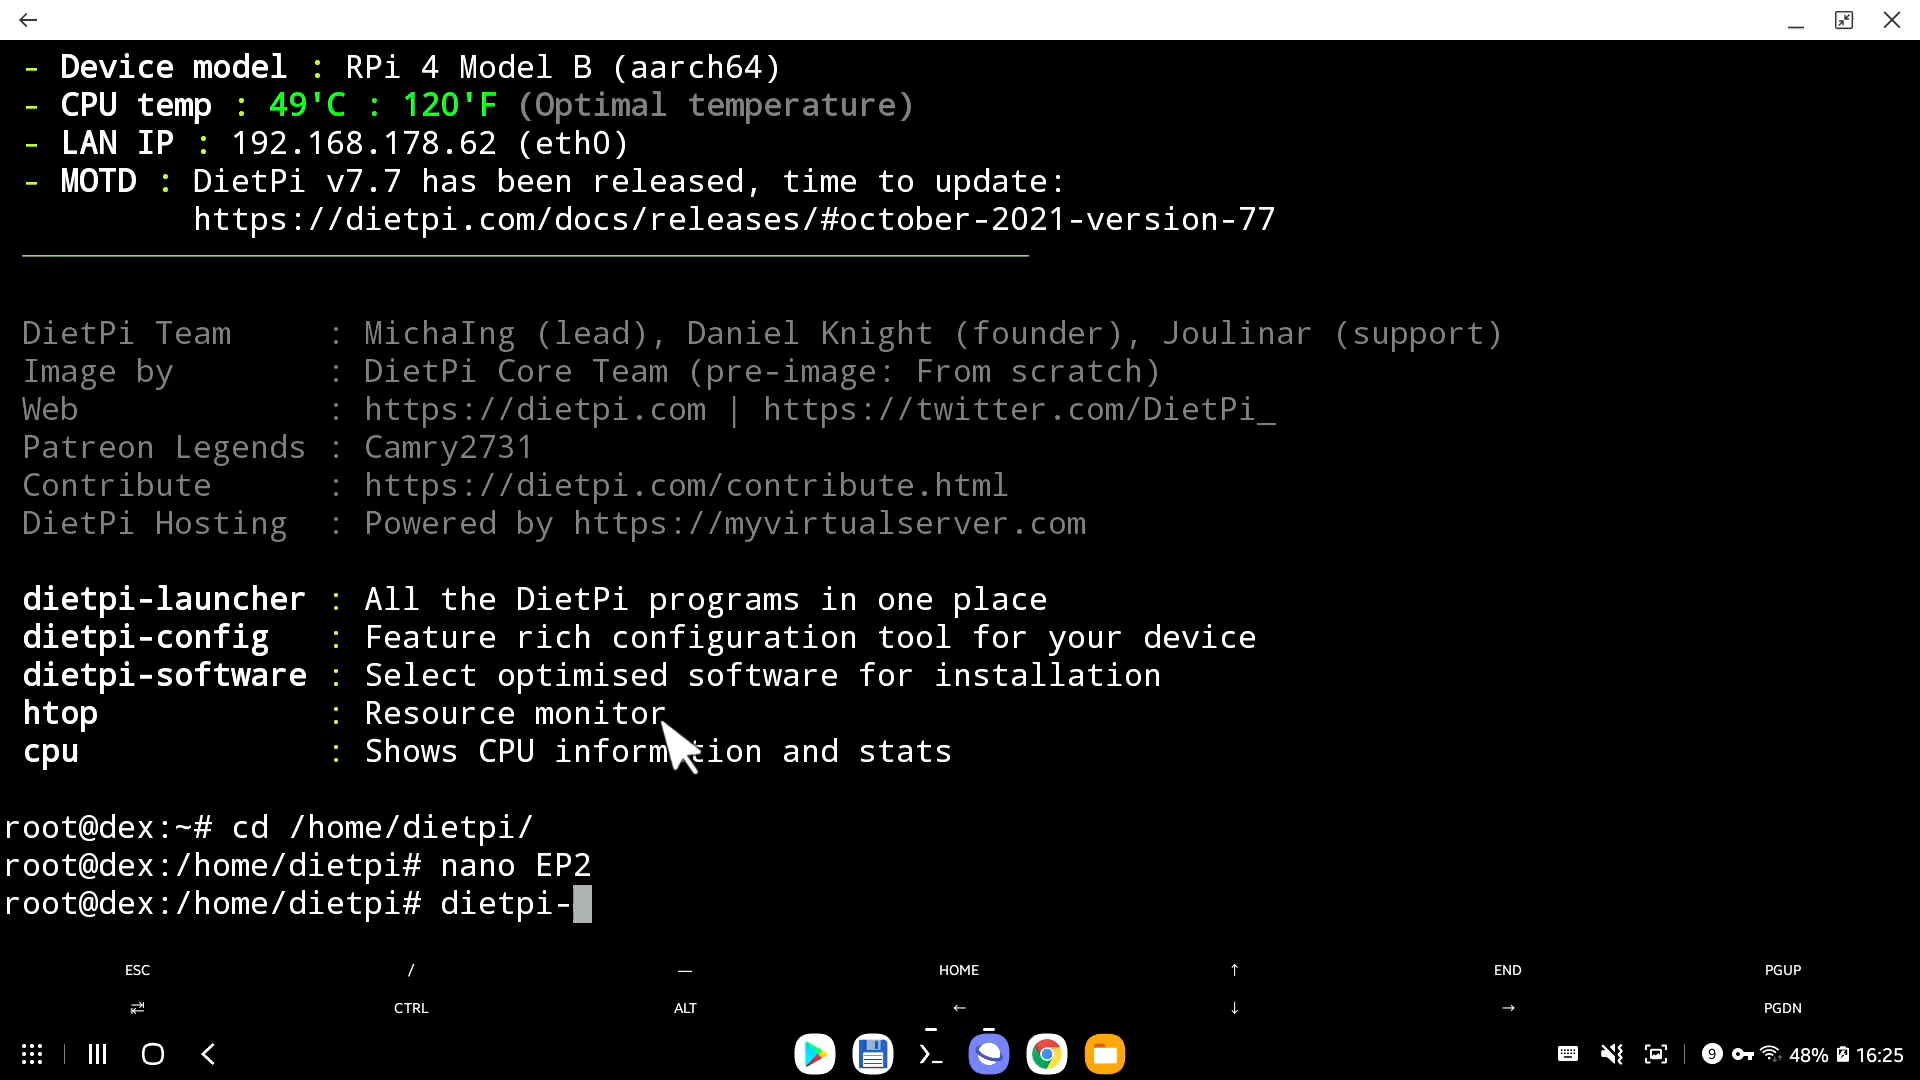 - Device model : RPi 4 Model B (aarch64)
- CPU temp : 49'C : 120'F (Optimal temperature)
- LAN IP : 192.168.178.62 (eth0)
- MOTD : DietPi v7.7 has been released, time to update:
https://dietpi.com/docs/releases/#october-2021-version-77
DietPi Team : MichaIng (lead), Daniel Knight (founder), Joulinar (support)
Image by : DietPi Core Team (pre-image: From scratch)
Web : https://dietpi.com | https://twitter.com/DietPi_
Patreon Legends : Camry2731
Contribute : https://dietpi.com/contribute.html
DietPi Hosting : Powered by https://myvirtualserver.com
dietpi-launcher : All the DietPi programs in one place
dietpi-config : Feature rich configuration tool for your device
dietpi-software : Select optimised software for installation
htop : Resource monitor
cpu : Shows CPU information and stats
root@dex:~# cd /home/dietpi/
root@dex:/home/dietpi# nano EP2
root@dex:/home/dietpi# dietpi-
ESC / — HOME ↑ END PGUP
⇄ CTRL ALT ← ↓ → PGDN
9 48% 16:25